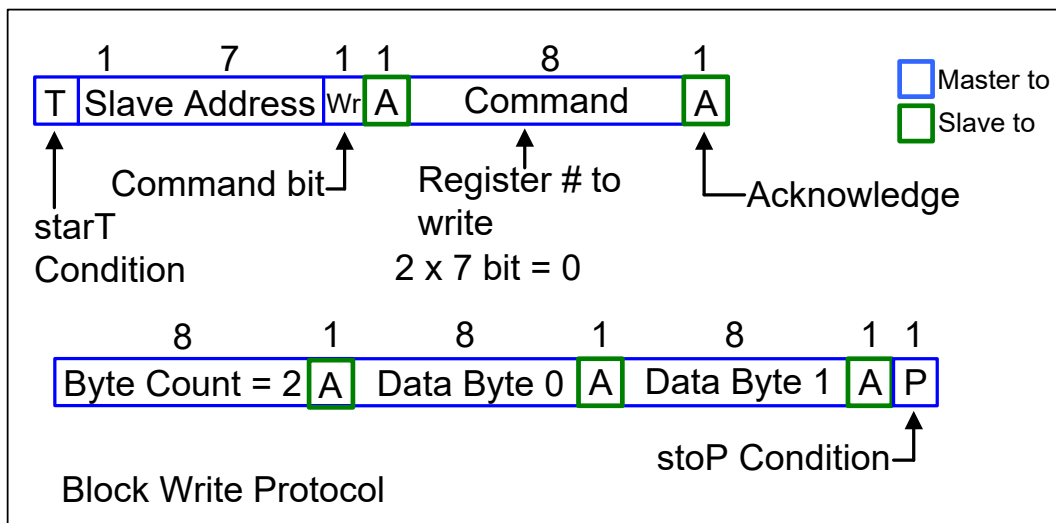 1 7 1 1 8 1
T Slave Address Wr A Command A
Master to
Slave to
Command bit
Register # to
write
Acknowledge
starT
Condition
2 x 7 bit = 0
8 1 8 1 8 1 1
Byte Count = 2 A Data Byte 0 A Data Byte 1 A P
stoP Condition
Block Write Protocol